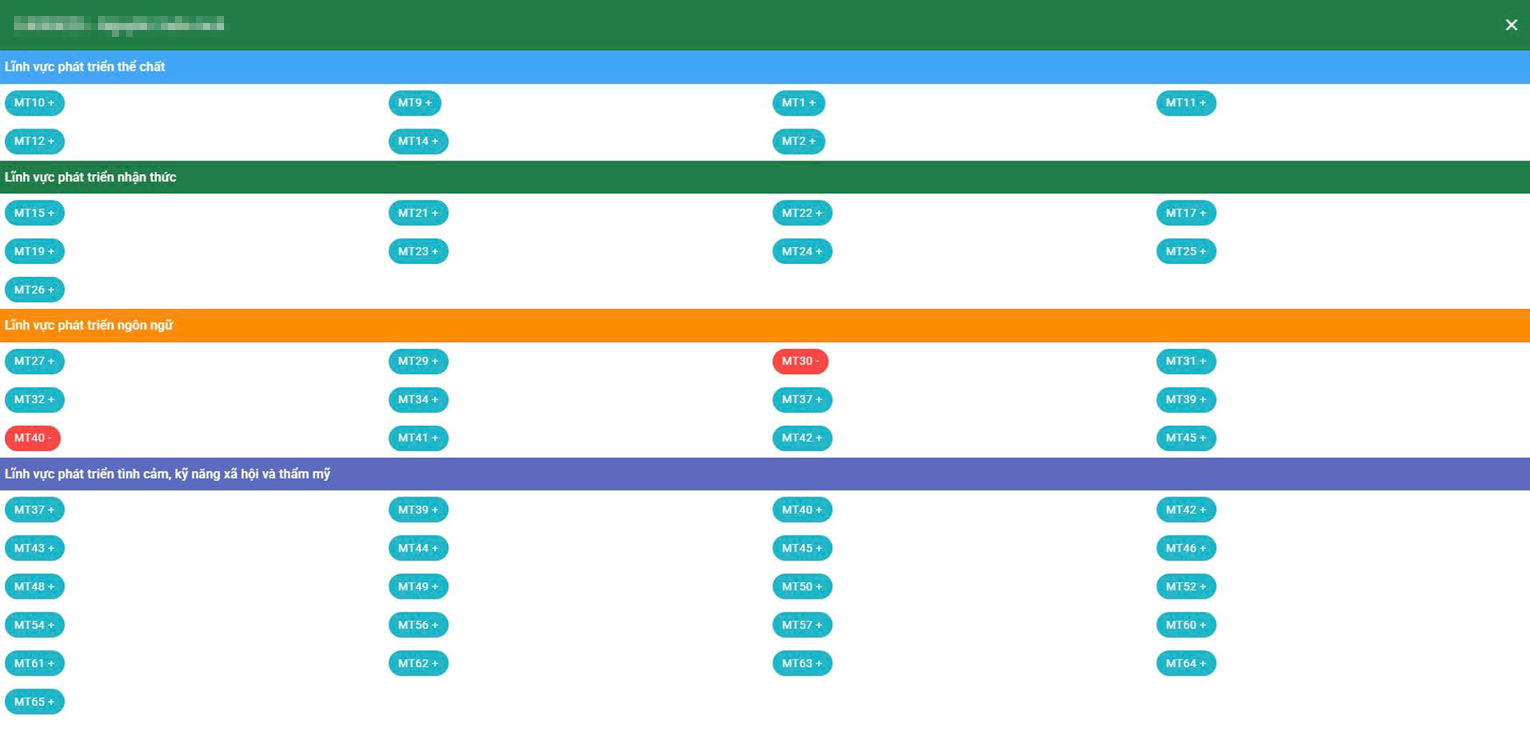 Lĩnh vực phát triển thể chất
MT10 + MT9 + MT1 + MT11 +
MT12 + MT14 + MT2 +
Lĩnh vực phát triển nhận thức
MT15 + MT21 + MT22 + MT17 +
MT19 + MT23 + MT24 + MT25 +
MT26 +
Lĩnh vực phát triển ngôn ngữ
MT27 + MT29 + MT30 - MT31 +
MT32 + MT34 + MT37 + MT39 +
MT40 - MT41 + MT42 + MT45 +
Lĩnh vực phát triển tình cảm, kỹ năng xã hội và thẩm mỹ
MT37 + MT39 + MT40 + MT42 +
MT43 + MT44 + MT45 + MT46 +
MT48 + MT49 + MT50 + MT52 +
MT54 + MT56 + MT57 + MT60 +
MT61 + MT62 + MT63 + MT64 +
MT65 +